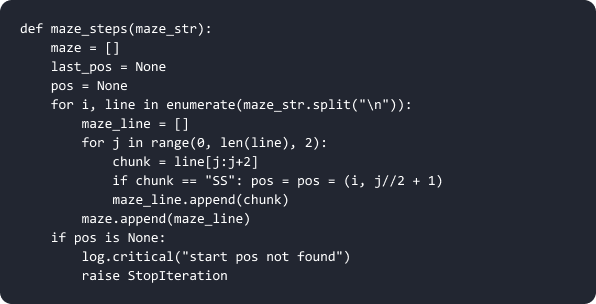 def maze_steps(maze_str):
    maze = []
    last_pos = None
    pos = None
    for i, line in enumerate(maze_str.split("\n")):
        maze_line = []
        for j in range(0, len(line), 2):
            chunk = line[j:j+2]
            if chunk == "SS": pos = pos = (i, j//2 + 1)
            maze_line.append(chunk)
        maze.append(maze_line)
    if pos is None:
        log.critical("start pos not found")
        raise StopIteration